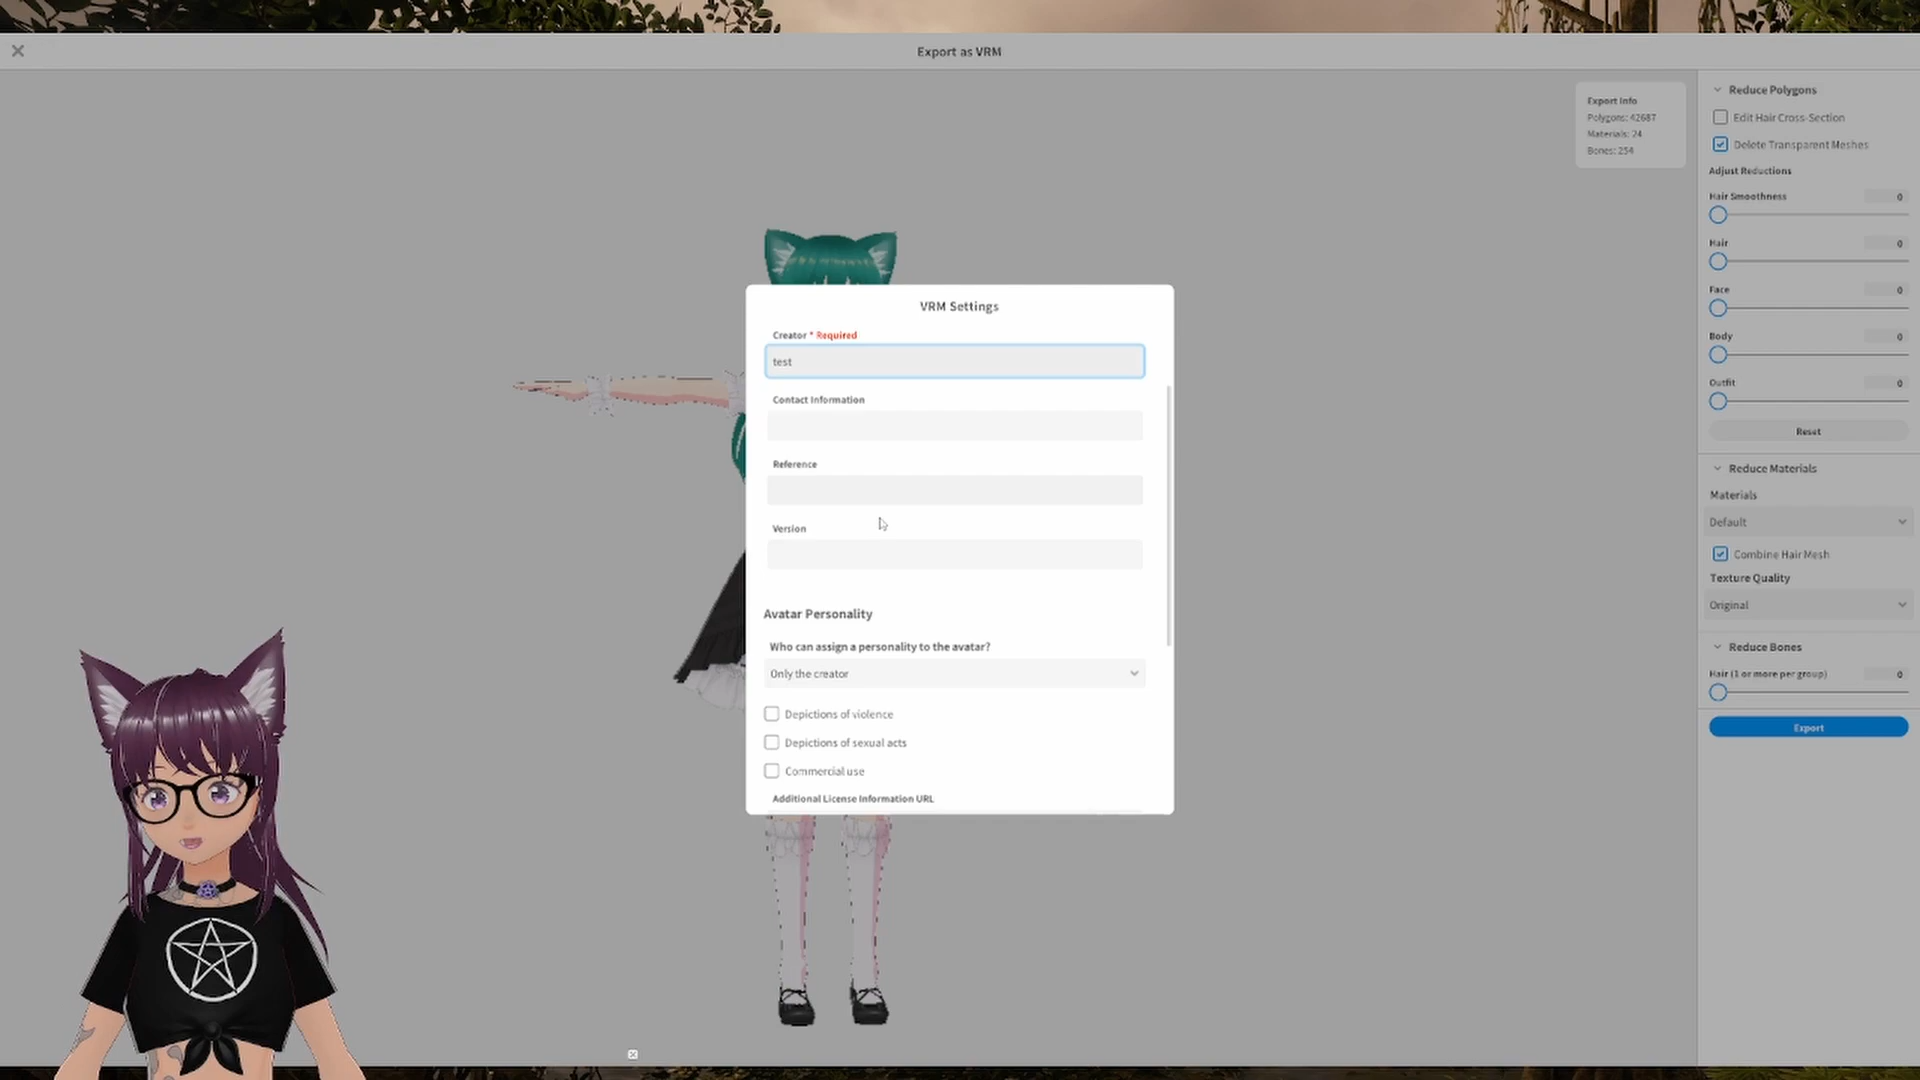 Export as VRM
Export Info
Polygons: 42687
Materials: 24
Bones: 254
Reduce Polygons
Edit Hair Cross-Section
Delete Transparent Meshes
Adjust Reductions
Hair Smoothness 0
Hair 0
Face 0
Body 0
Outfit 0
Reset
Reduce Materials
Materials
Default
Combine Hair Mesh
Texture Quality
Original
Reduce Bones
Hair (1 or more per group) 0
Export
VRM Settings
Creator * Required
test
Contact Information
Reference
Version
Avatar Personality
Who can assign a personality to the avatar?
Only the creator
Depictions of violence
Depictions of sexual acts
Commercial use
Additional License Information URL